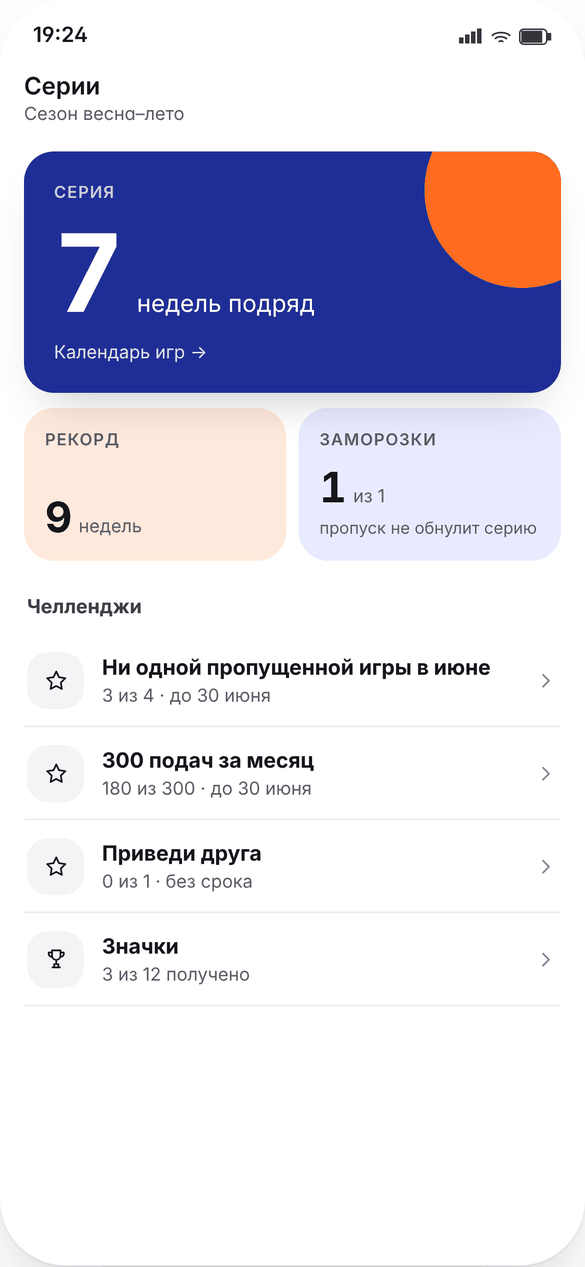 19:24
Серии
Сезон весна–лето
СЕРИЯ
7 недель подряд
Календарь игр →
РЕКОРД
9 недель
ЗАМОРОЗКИ
1 из 1
пропуск не обнулит серию
Челленджи
Ни одной пропущенной игры в июне
3 из 4 · до 30 июня
300 подач за месяц
180 из 300 · до 30 июня
Приведи друга
0 из 1 · без срока
Значки
3 из 12 получено